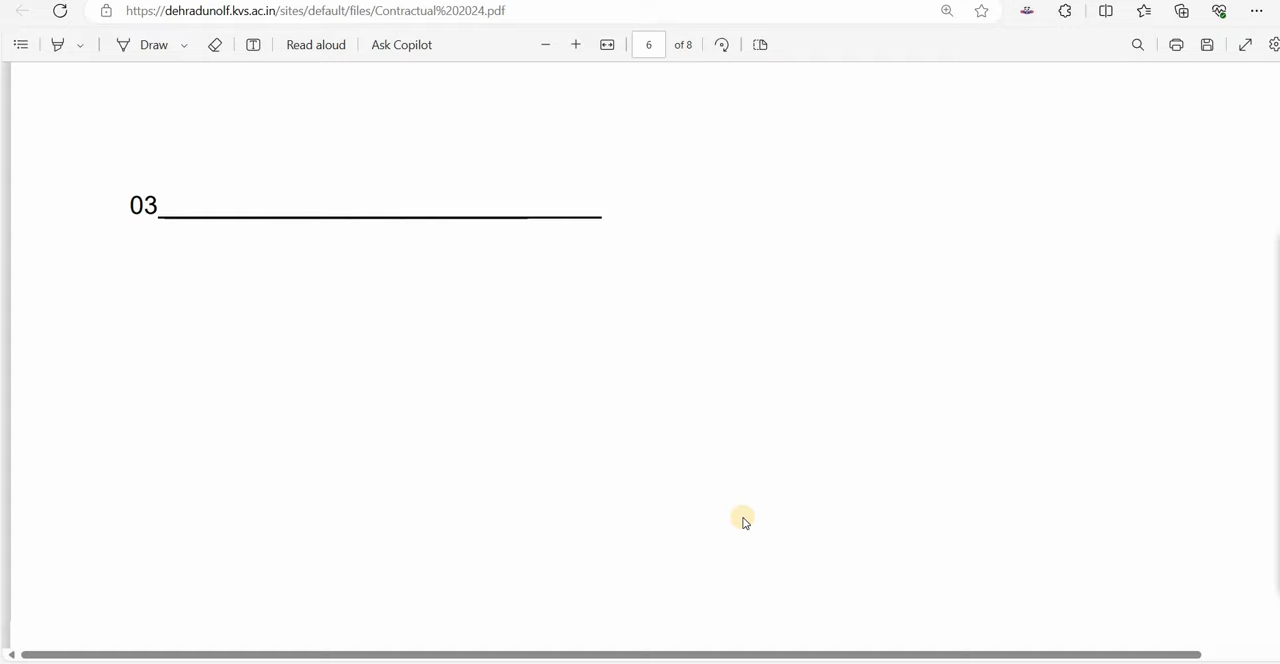 https://dehradunolf.kvs.ac.in/sites/default/files/Contractual%202024.pdf
Draw Read aloud Ask Copilot 6 of 8
03______________________________